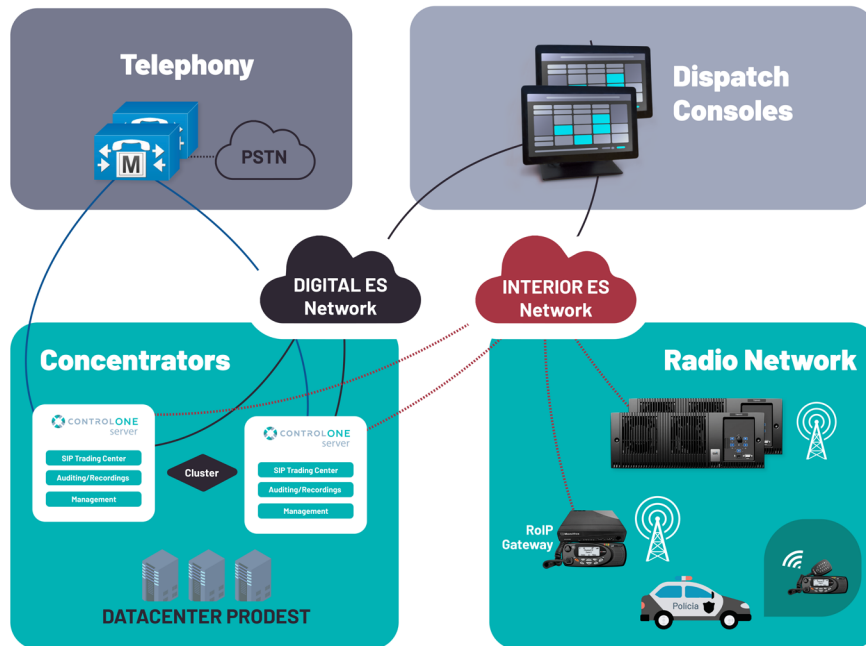 Telephony
M
PSTN
Dispatch
Consoles
DIGITAL ES
Network
INTERIOR ES
Network
Concentrators
CONTROLONE
server
SIP Trading Center
Auditing/Recordings
Management
Cluster
CONTROLONE
server
SIP Trading Center
Auditing/Recordings
Management
DATACENTER PRODEST
Radio Network
RoIP
Gateway
Polícia